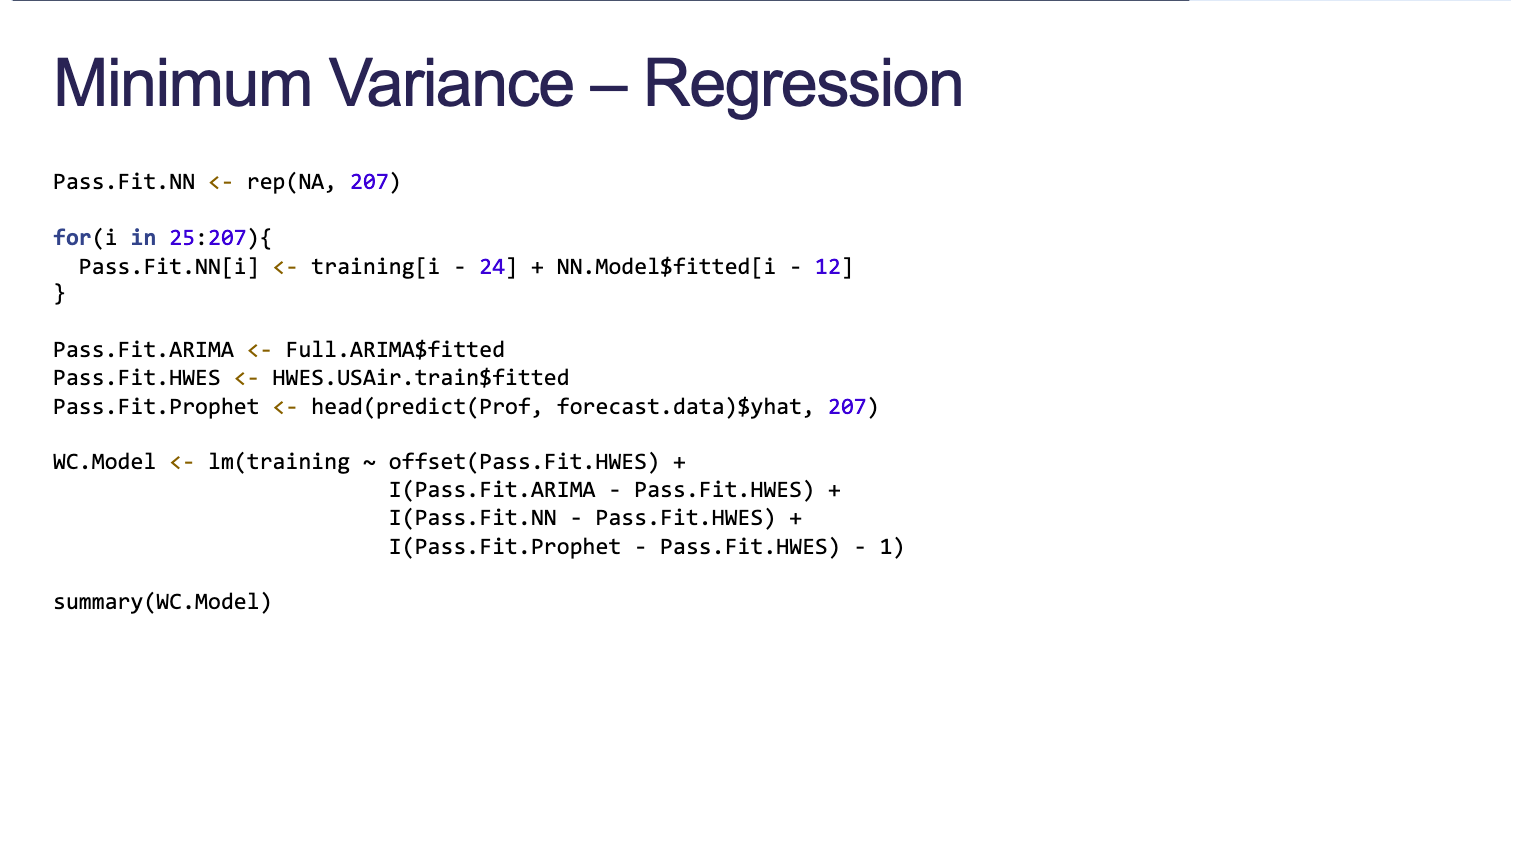 Minimum Variance – Regression
Pass.Fit.NN <- rep(NA, 207)
for(i in 25:207){
  Pass.Fit.NN[i] <- training[i - 24] + NN.Model$fitted[i - 12]
}
Pass.Fit.ARIMA <- Full.ARIMA$fitted
Pass.Fit.HWES <- HWES.USAir.train$fitted
Pass.Fit.Prophet <- head(predict(Prof, forecast.data)$yhat, 207)
WC.Model <- lm(training ~ offset(Pass.Fit.HWES) +
                          I(Pass.Fit.ARIMA - Pass.Fit.HWES) +
                          I(Pass.Fit.NN - Pass.Fit.HWES) +
                          I(Pass.Fit.Prophet - Pass.Fit.HWES) - 1)
summary(WC.Model)